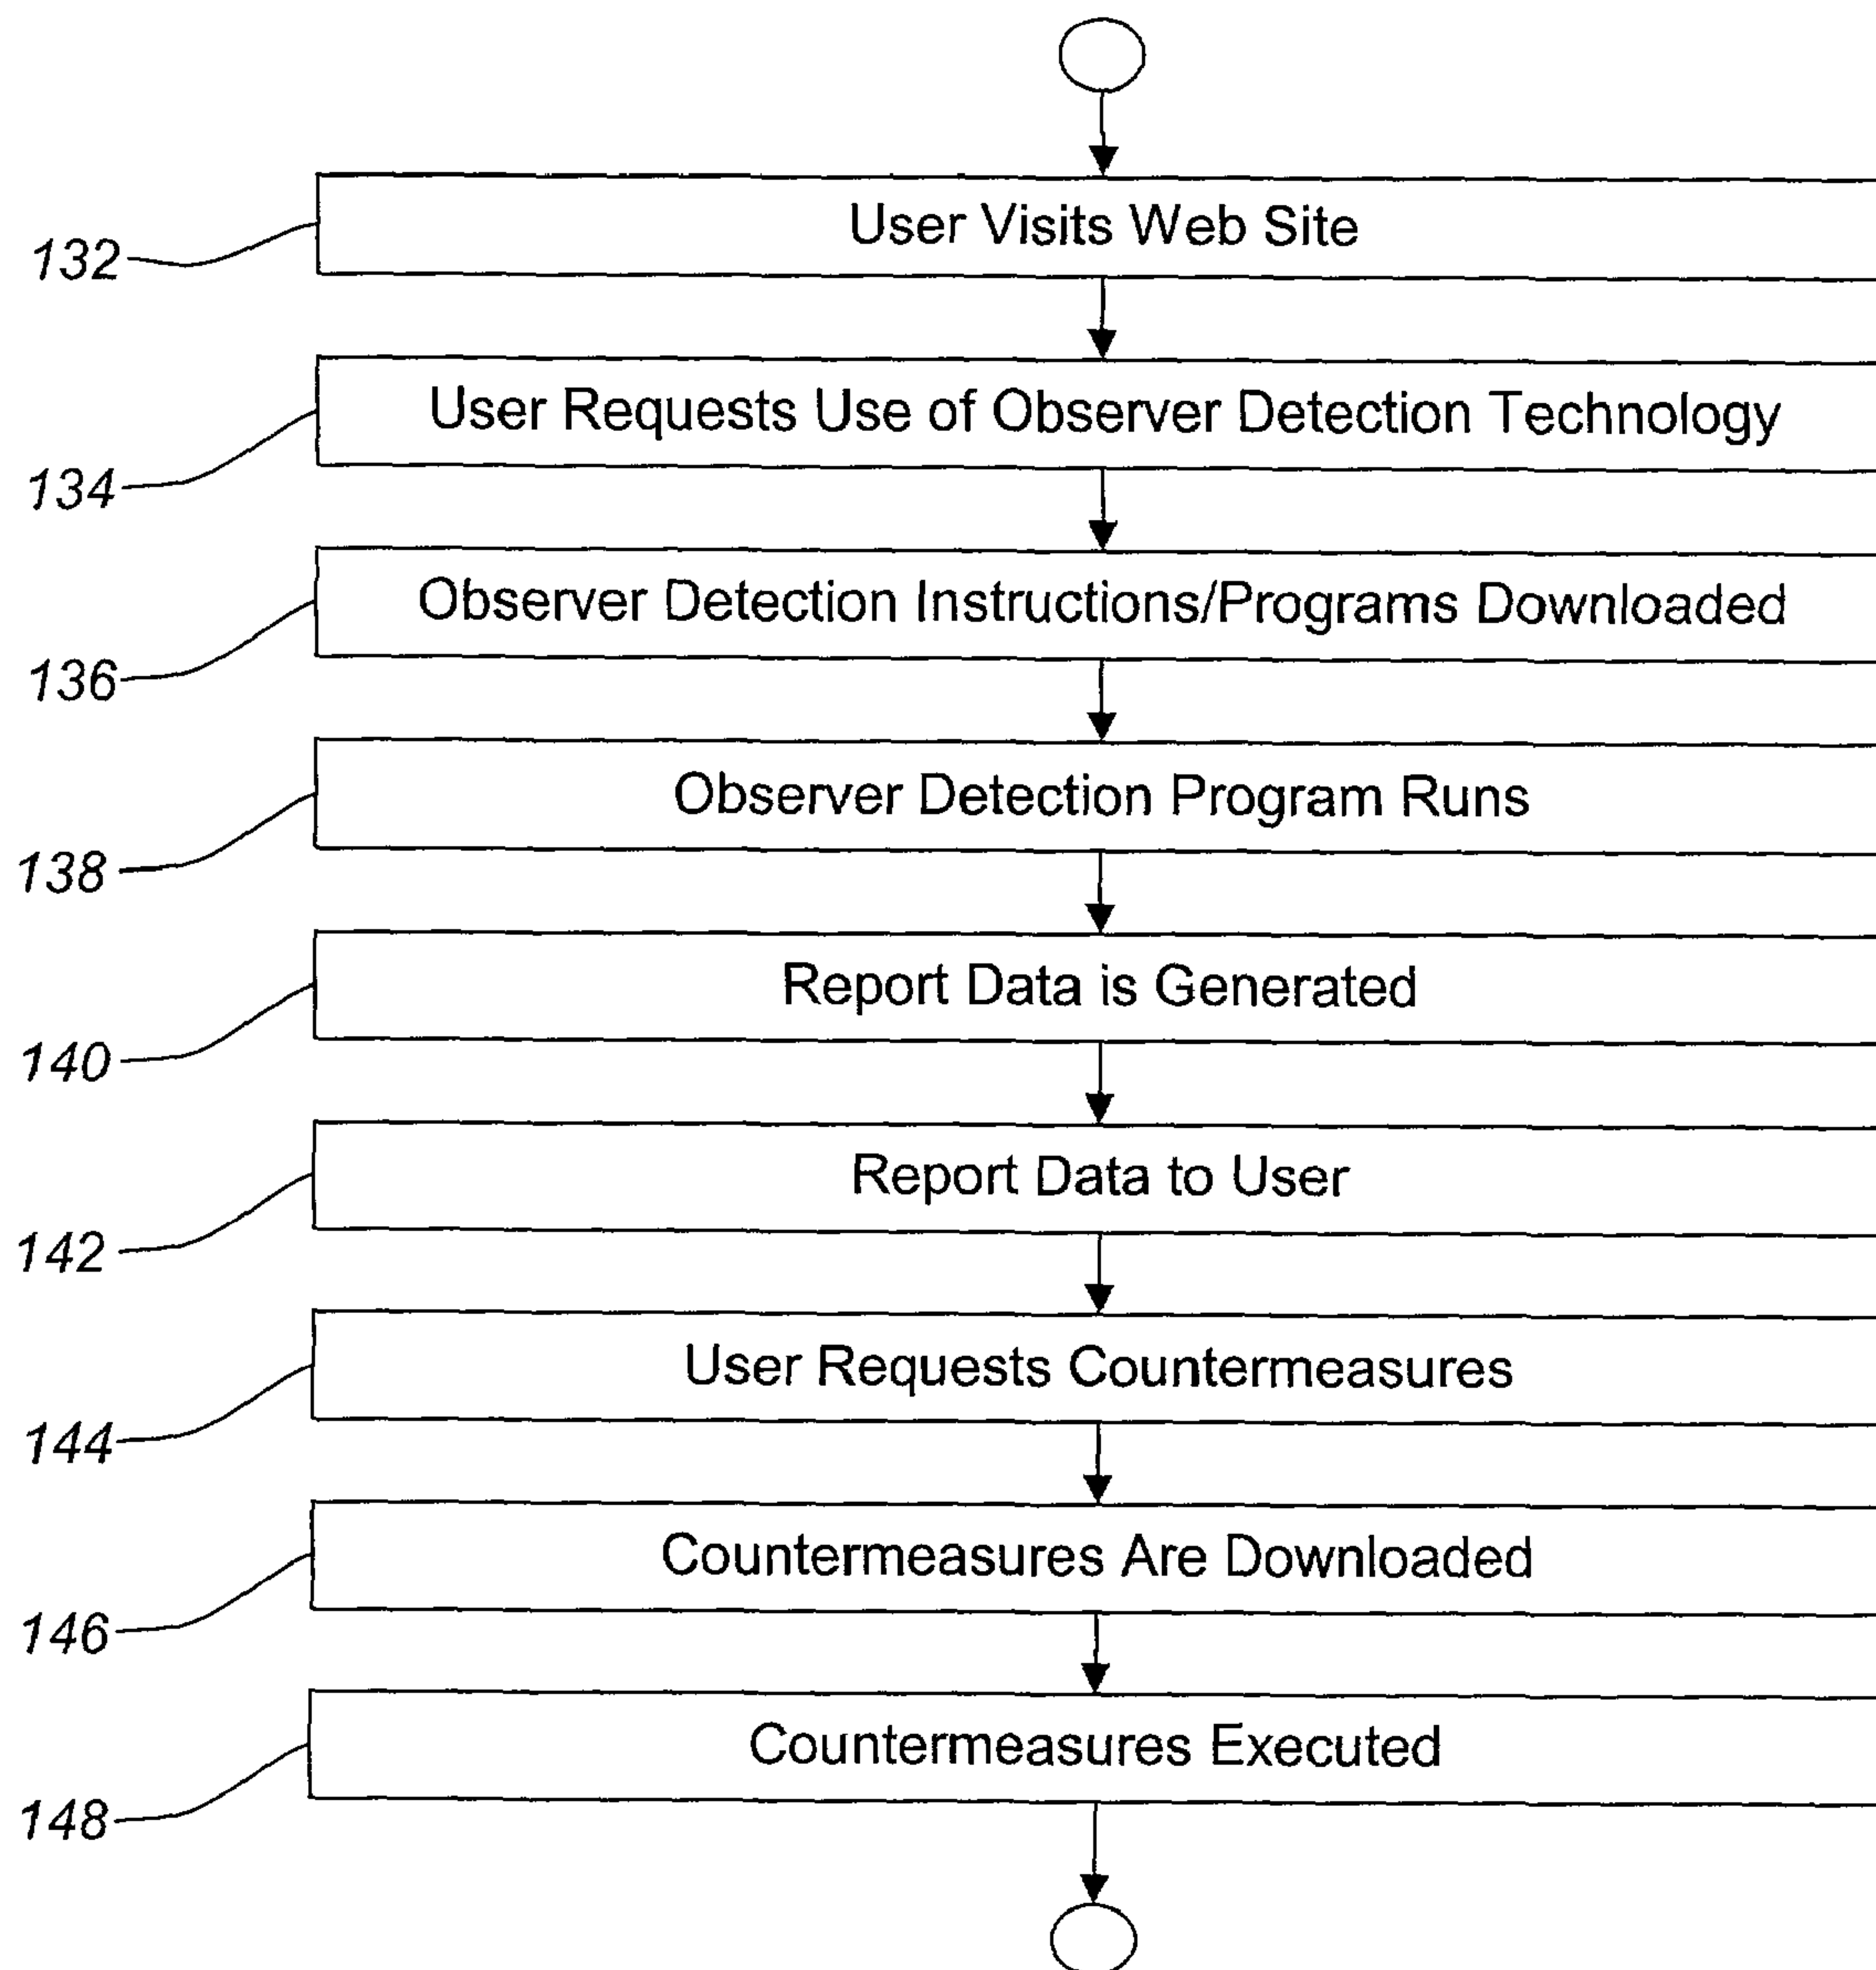 User Visits Web Site
132
User Requests Use of Observer Detection Technology
134
Observer Detection Instructions/Programs Downloaded
136
Observer Detection Program Runs
138
Report Data is Generated
140
Report Data to User
142
User Requests Countermeasures
144
Countermeasures Are Downloaded
146
Countermeasures Executed
148